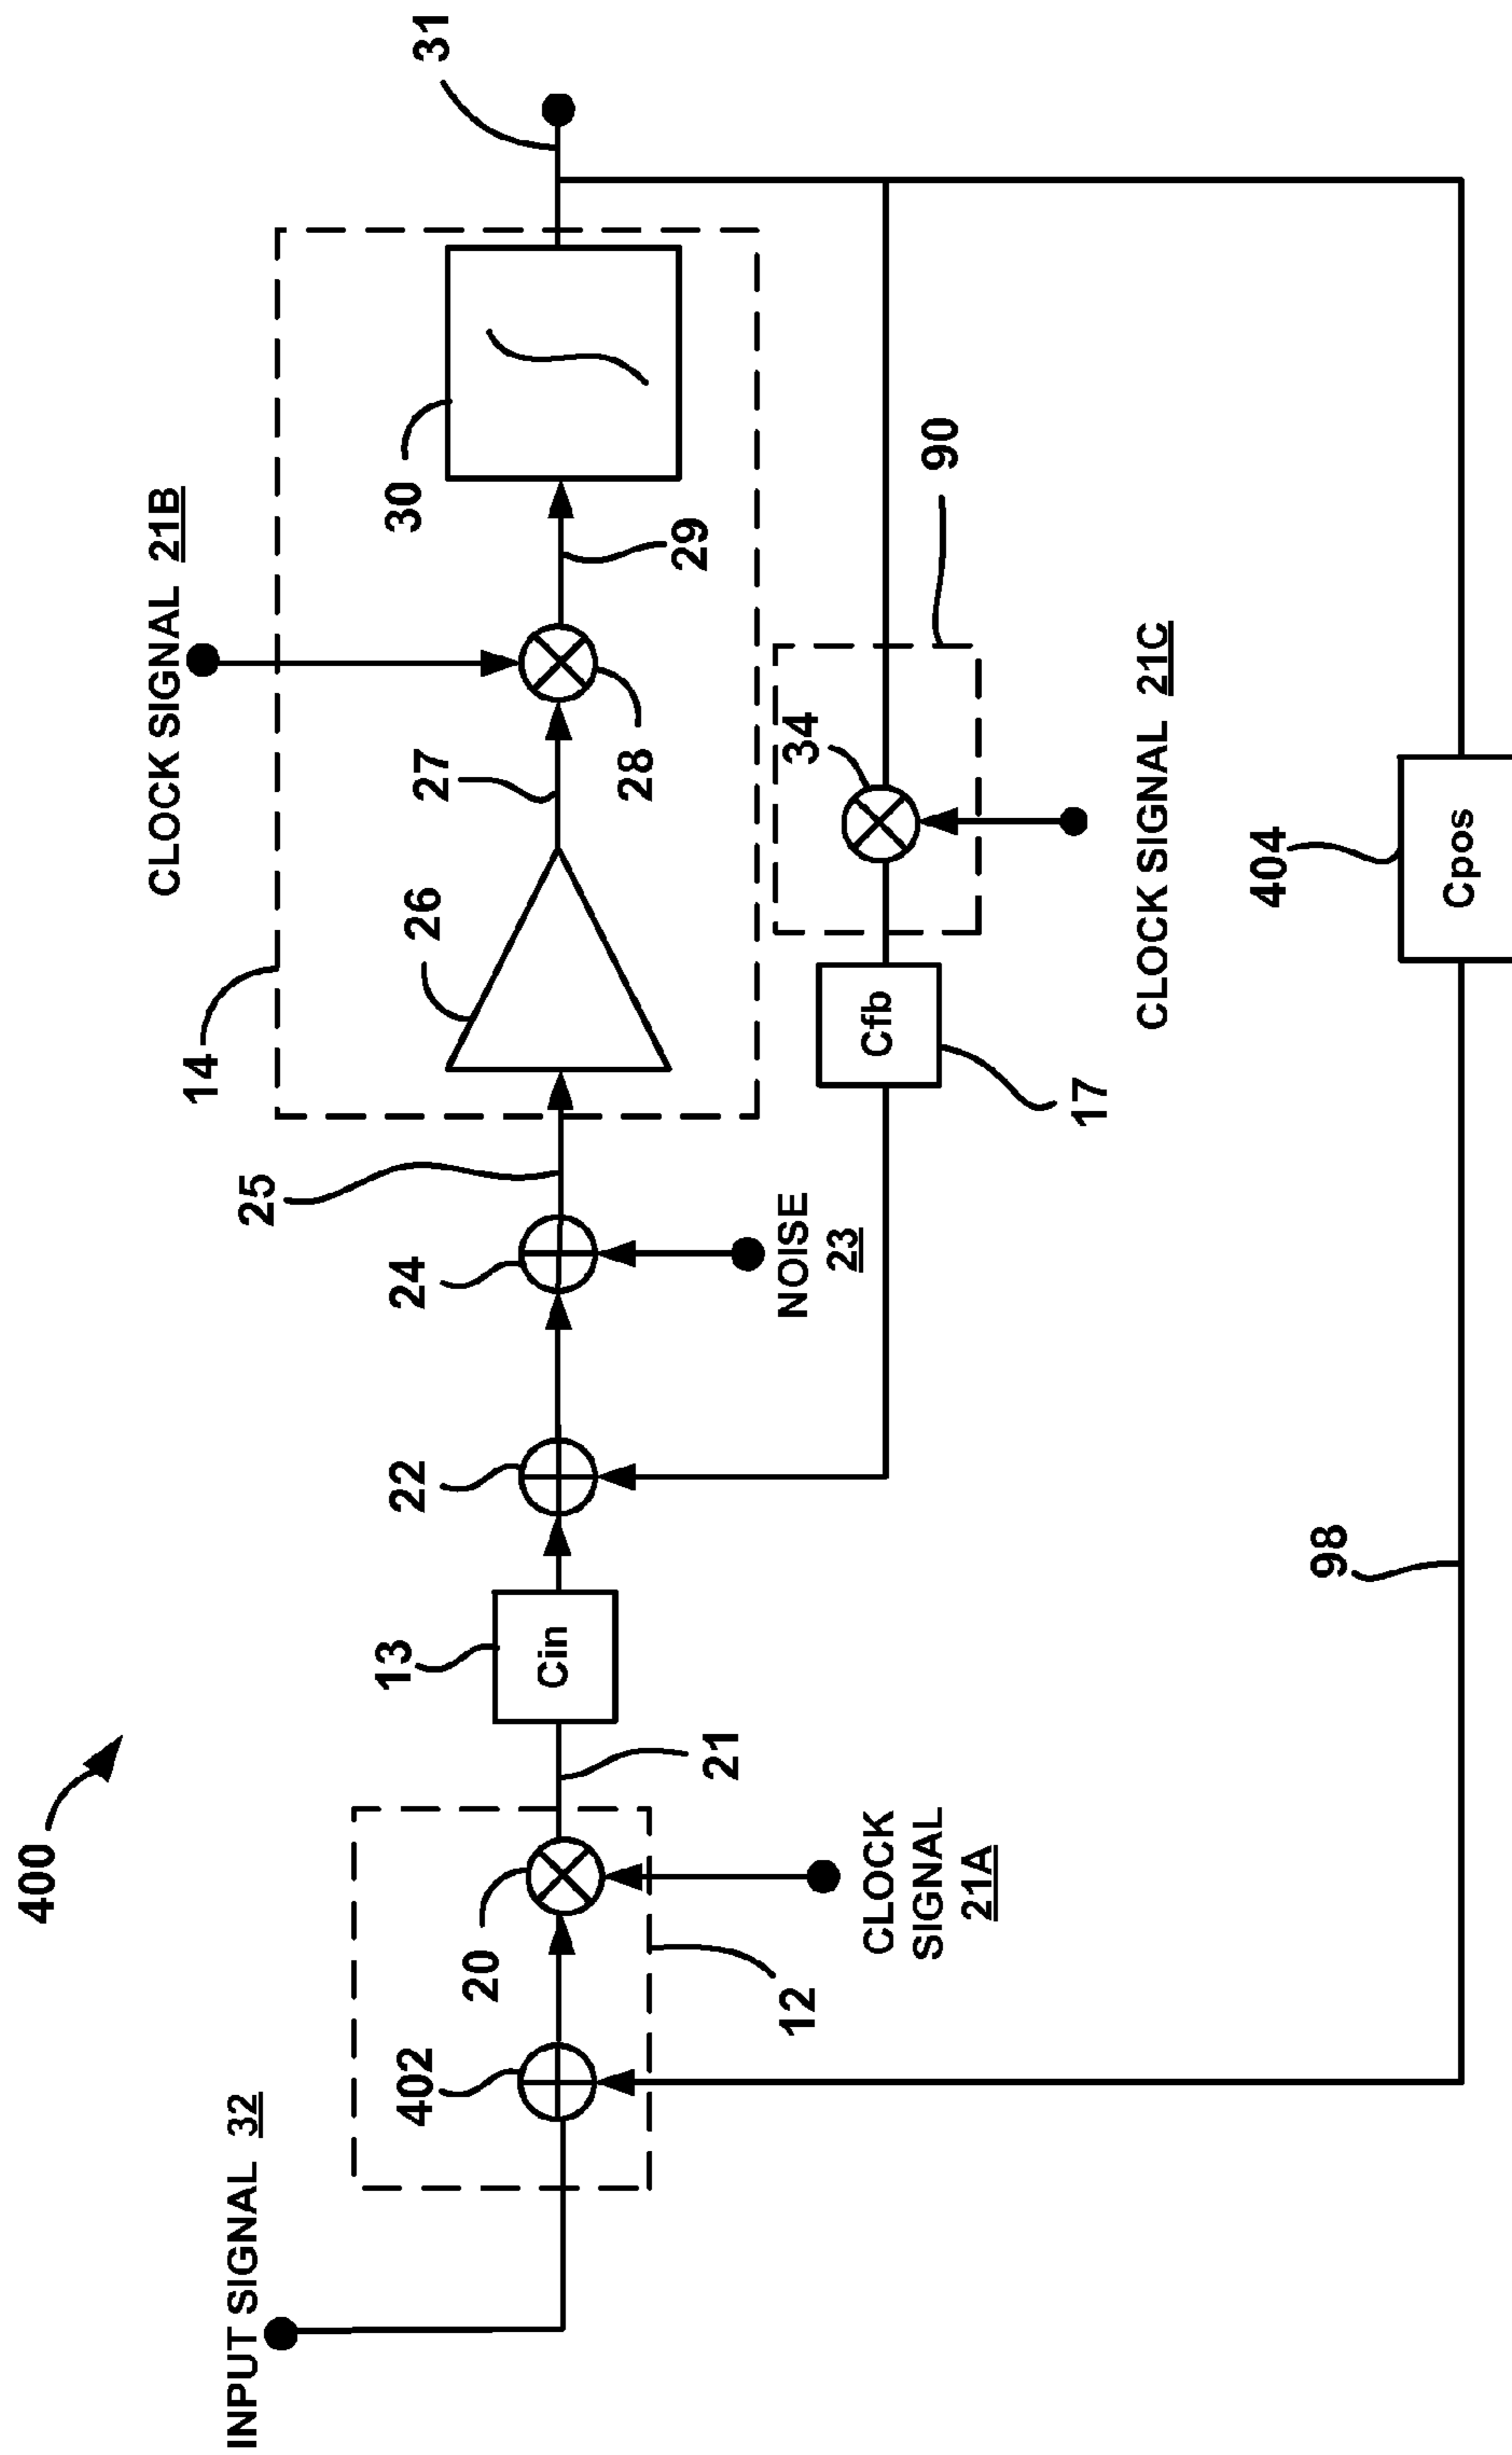 400
INPUT SIGNAL 32
402
20
12
CLOCK
SIGNAL
21A
21
13
Cin
22
24
NOISE
23
25
14
26
27
CLOCK SIGNAL 21B
28
29
30
31
Cfb
17
34
90
CLOCK SIGNAL 21C
98
404
Cpos